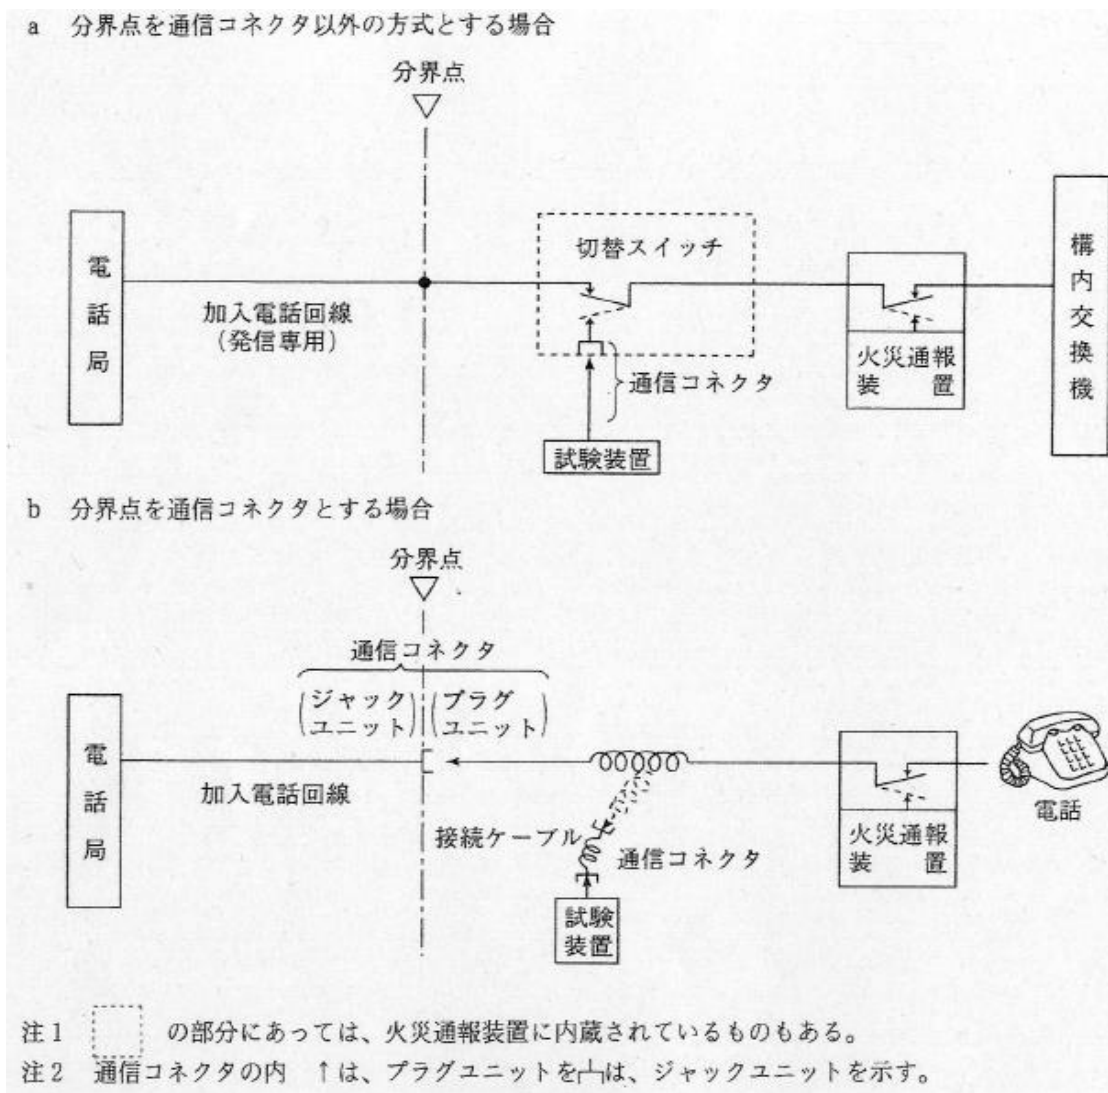 a 分界点を通信コネクタ以外の方式とする場合
分界点
電話局
加入電話回線
(発信専用)
切替スイッチ
通信コネクタ
試験装置
火災通報
装置
構内交換機
b 分界点を通信コネクタとする場合
分界点
通信コネクタ
(ジャック
ユニット)
(プラグ
ユニット)
電話局
加入電話回線
接続ケーブル
通信コネクタ
試験
装置
火災通報
装置
電話
注1 の部分にあっては、火災通報装置に内蔵されているものもある。
注2 通信コネクタの内 ↑は、プラグユニットを は、ジャックユニットを示す。